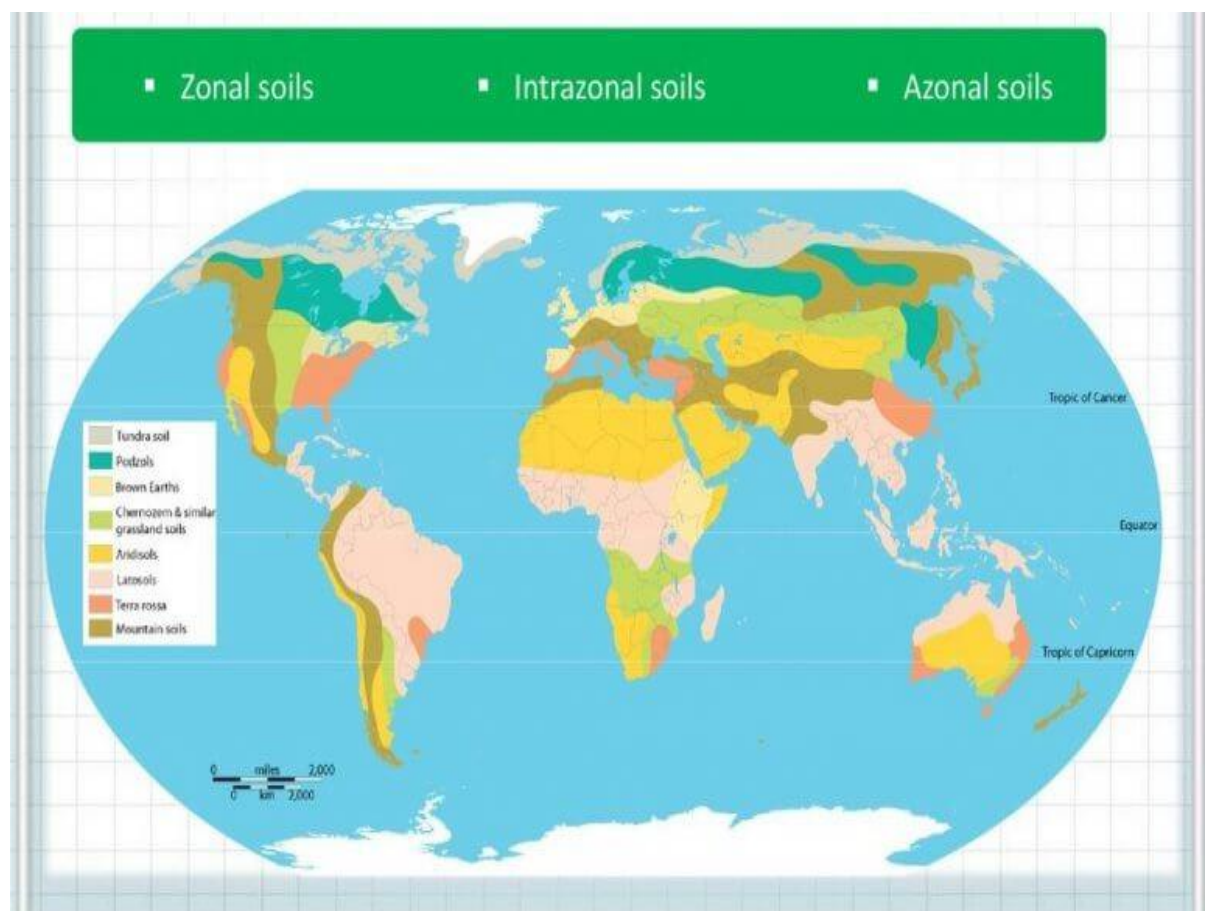 ▪ Zonal soils ▪ Intrazonal soils ▪ Azonal soils
Tropic of Cancer
Tundra soil
Podzols
Brown Earths
Chernozem & similar
grassland soils
Aridisols
Latosols
Terra rossa
Mountain soils
Equator
Tropic of Capricorn
0 miles 2,000
0 km 2,000